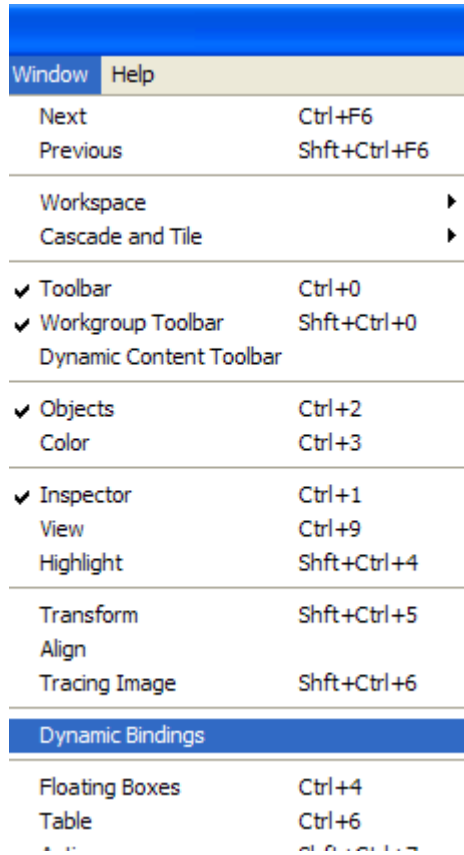 Window Help
Next Ctrl+F6
Previous Shft+Ctrl+F6
Workspace
Cascade and Tile
Toolbar Ctrl+0
Workgroup Toolbar Shft+Ctrl+0
Dynamic Content Toolbar
Objects Ctrl+2
Color Ctrl+3
Inspector Ctrl+1
View Ctrl+9
Highlight Shft+Ctrl+4
Transform Shft+Ctrl+5
Align
Tracing Image Shft+Ctrl+6
Dynamic Bindings
Floating Boxes Ctrl+4
Table Ctrl+6